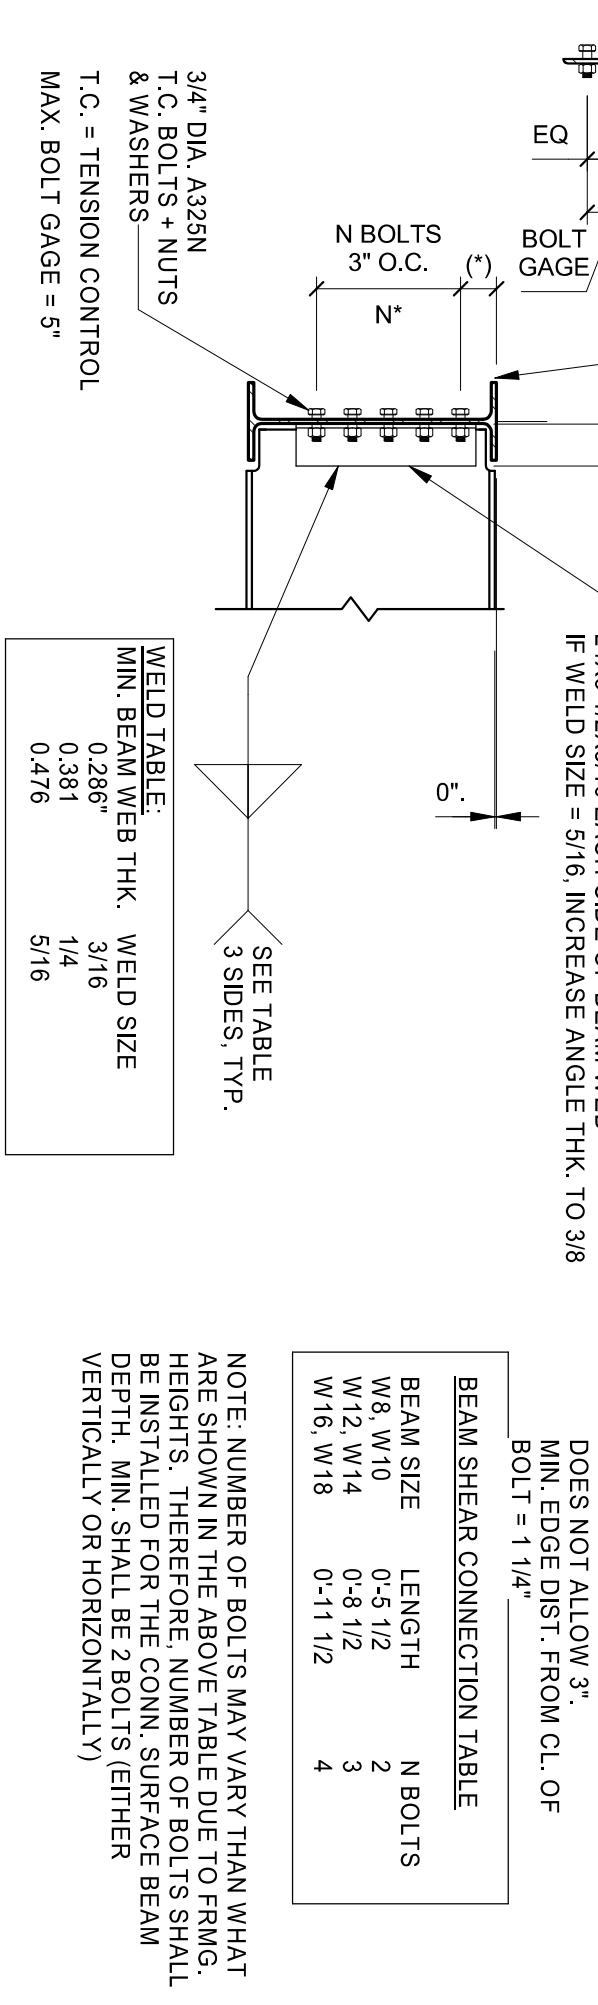 EQ
BOLT
GAGE
N BOLTS
3" O.C.
(*)
N*
3/4" DIA. A325N
T.C. BOLTS + NUTS
& WASHERS
T.C. = TENSION CONTROL
MAX. BOLT GAGE = 5"
IF WELD SIZE = 5/16, INCREASE ANGLE THK. TO 3/8
0".
SEE TABLE
3 SIDES, TYP.
WELD TABLE:
MIN. BEAM WEB THK. WELD SIZE
0.286" 3/16
0.381 1/4
0.476 5/16
DOES NOT ALLOW 3".
MIN. EDGE DIST. FROM CL. OF
BOLT = 1 1/4"
BEAM SHEAR CONNECTION TABLE
BEAM SIZE LENGTH N BOLTS
W8, W10 0'-5 1/2 2
W12, W14 0'-8 1/2 3
W16, W18 0'-11 1/2 4
NOTE: NUMBER OF BOLTS MAY VARY THAN WHAT
ARE SHOWN IN THE ABOVE TABLE DUE TO FRMG.
HEIGHTS. THEREFORE, NUMBER OF BOLTS SHALL
BE INSTALLED FOR THE CONN. SURFACE BEAM
DEPTH. MIN. SHALL BE 2 BOLTS (EITHER
VERTICALLY OR HORIZONTALLY)